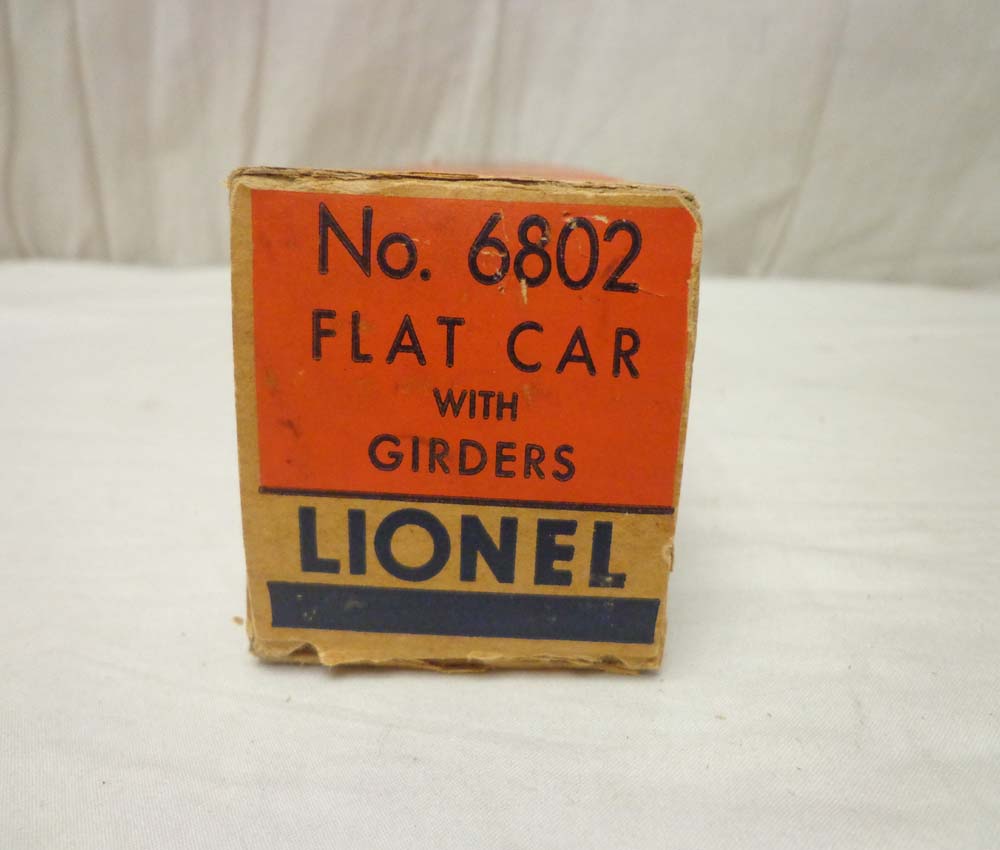 No. 6802
FLAT CAR
WITH
GIRDERS
LIONEL